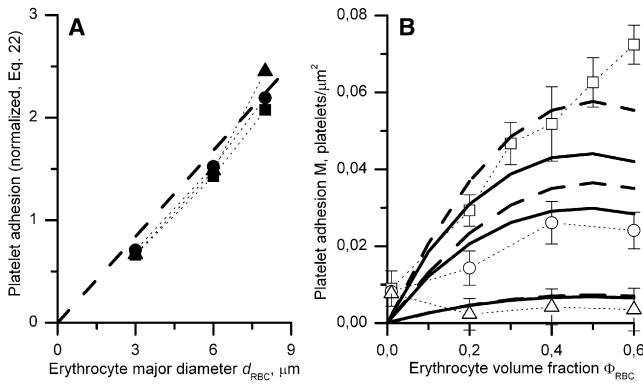 A
Platelet adhesion (normalized, Eq. 22)
3
2
1
0
0 3 6 9
Erythrocyte major diameter dRBC, μm
B
Platelet adhesion M, platelets/μm²
0,08
0,06
0,04
0,02
0,00
0,0 0,2 0,4 0,6
Erythrocyte volume fraction ΦRBC